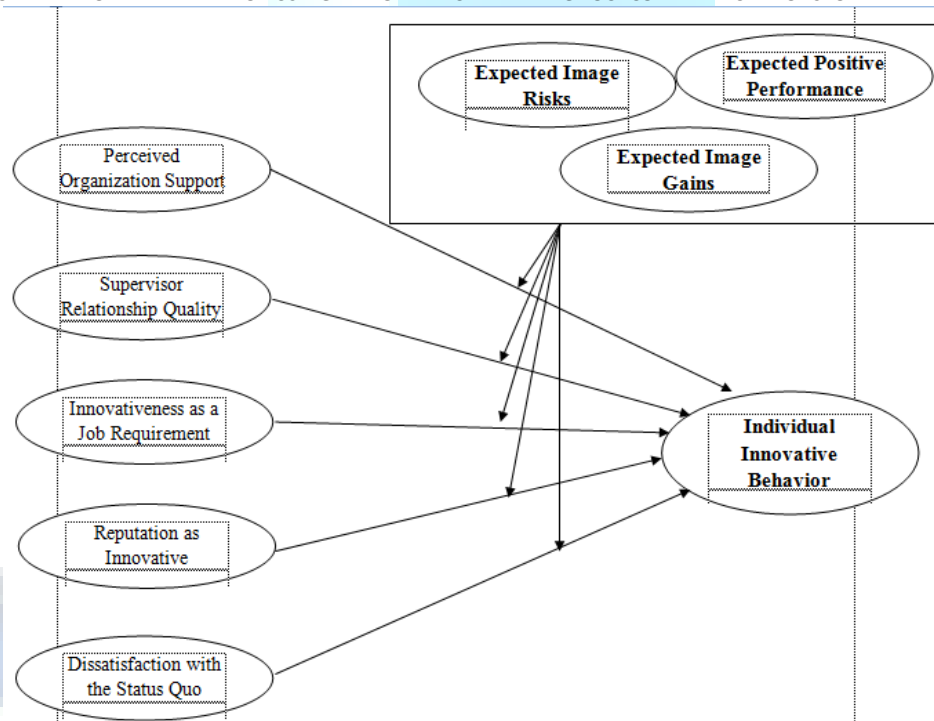 Expected Image
Risks
Expected Positive
Performance
Expected Image
Gains
Perceived
Organization Support
Supervisor
Relationship Quality
Innovativeness as a
Job Requirement
Reputation as
Innovative
Dissatisfaction with
the Status Quo
Individual
Innovative
Behavior